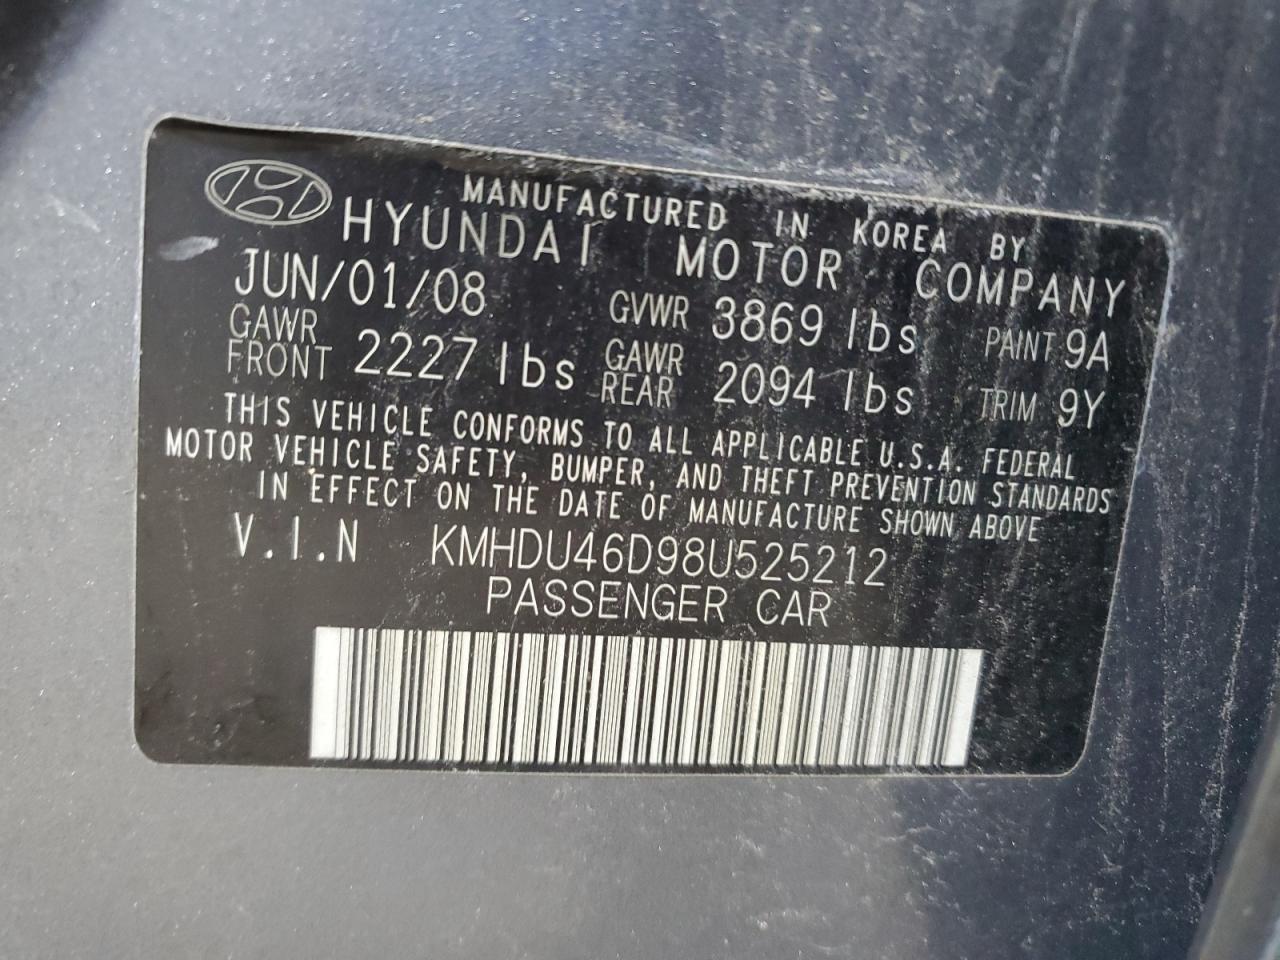 MANUFACTURED IN KOREA BY
HYUNDAI MOTOR COMPANY
JUN/01/08 GVWR 3869 lbs PAINT 9A
GAWR FRONT 2227 lbs GAWR REAR 2094 lbs TRIM 9Y
THIS VEHICLE CONFORMS TO ALL APPLICABLE U.S.A. FEDERAL
MOTOR VEHICLE SAFETY, BUMPER, AND THEFT PREVENTION STANDARDS
IN EFFECT ON THE DATE OF MANUFACTURE SHOWN ABOVE
V.I.N KMHDU46D98U525212
PASSENGER CAR